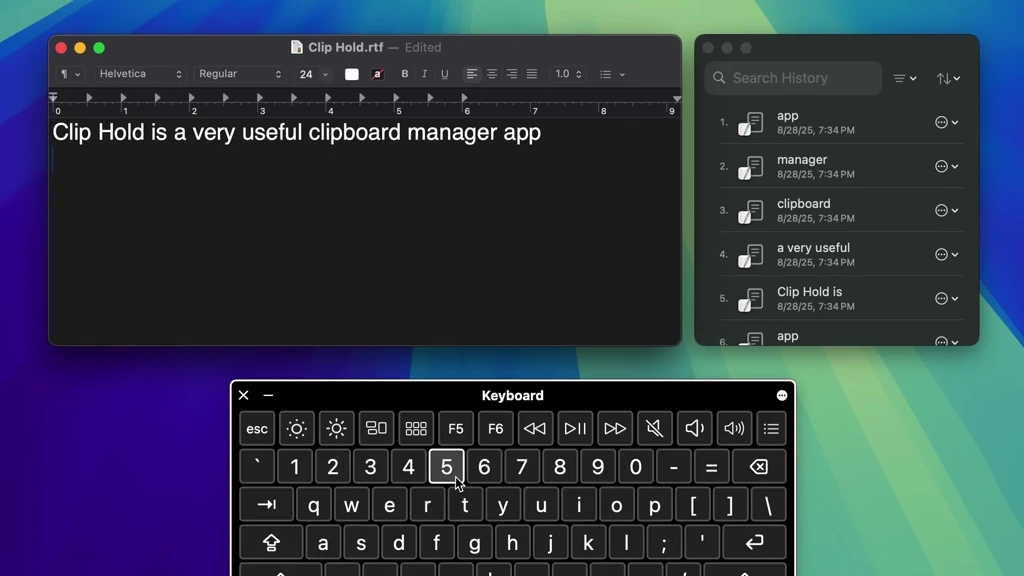 Clip Hold.rtf — Edited
¶ Helvetica Regular 24 a B I U 1.0
0 1 2 3 4 5 6 7 8 9
Clip Hold is a very useful clipboard manager app
Search History
1. app
8/28/25, 7:34 PM
2. manager
8/28/25, 7:34 PM
3. clipboard
8/28/25, 7:34 PM
4. a very useful
8/28/25, 7:34 PM
5. Clip Hold is
8/28/25, 7:34 PM
6. app
Keyboard
esc F5 F6
` 1 2 3 4 5 6 7 8 9 0 - =
q w e r t y u i o p [ ] \
a s d f g h j k l ; '